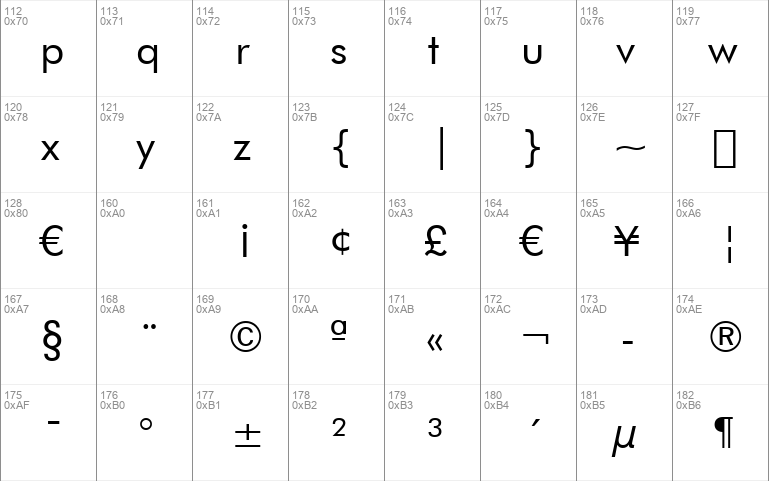 112 113 114 115 116 117 118 119
0x70 0x71 0x72 0x73 0x74 0x75 0x76 0x77
p q r s t u v w
120 121 122 123 124 125 126 127
0x78 0x79 0x7A 0x7B 0x7C 0x7D 0x7E 0x7F
x y z { | } ~ □
128 160 161 162 163 164 165 166
0x80 0xA0 0xA1 0xA2 0xA3 0xA4 0xA5 0xA6
€ ¡ ¢ £ € ¥ ¦
167 168 169 170 171 172 173 174
0xA7 0xA8 0xA9 0xAA 0xAB 0xAC 0xAD 0xAE
§ ¨ © ª « ¬ - ®
175 176 177 178 179 180 181 182
0xAF 0xB0 0xB1 0xB2 0xB3 0xB4 0xB5 0xB6
¯ ° ± ² ³ ´ µ ¶